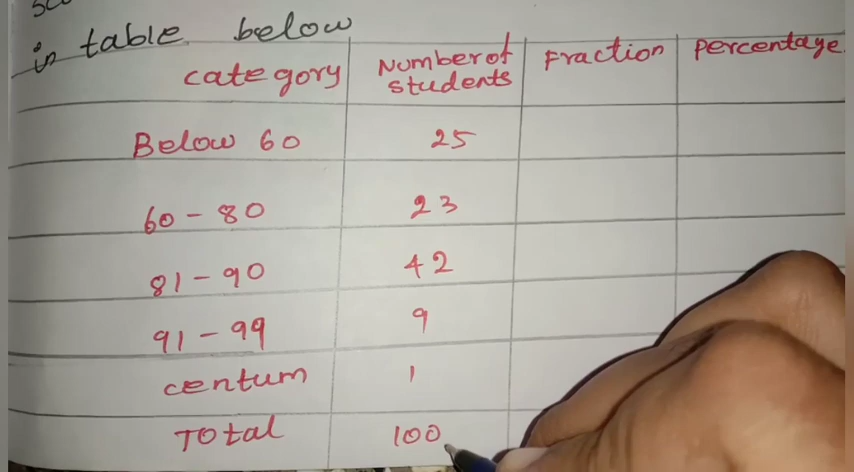 in table below
category Number of students Fraction percentage
Below 60 25
60 - 80 23
81 - 90 42
91 - 99 9
centum 1
Total 100